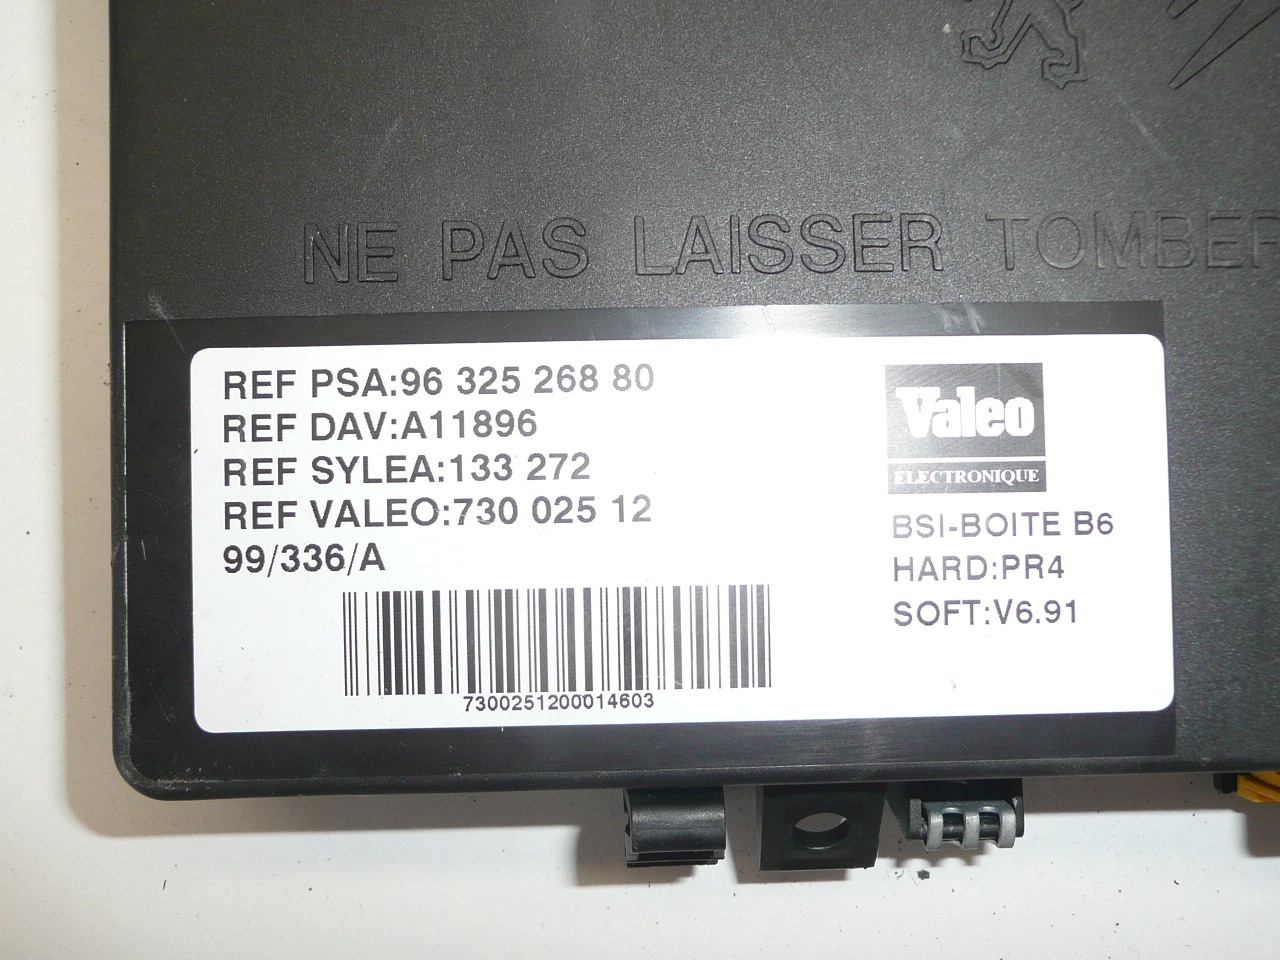 NE PAS LAISSER TOMBER
REF PSA:96 325 268 80
REF DAV:A11896
REF SYLEA:133 272
REF VALEO:730 025 12
99/336/A
7300251200014603
Valeo
ELECTRONIQUE
BSI-BOITE B6
HARD:PR4
SOFT:V6.91